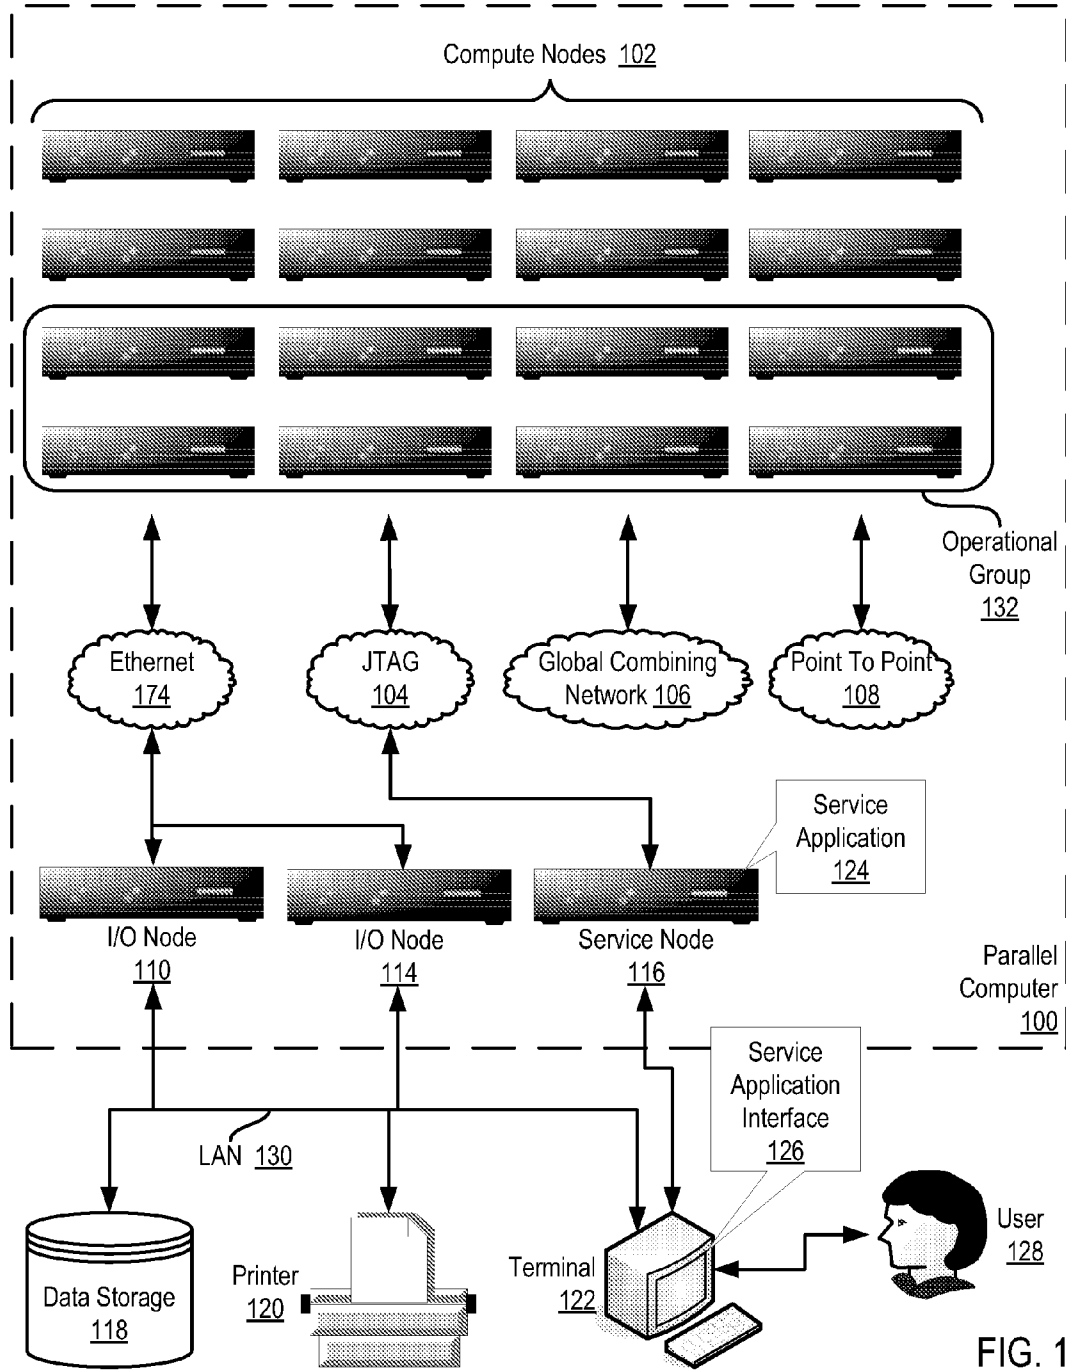 Compute Nodes 102
Operational
Group
132
Ethernet
174
JTAG
104
Global Combining
Network 106
Point To Point
108
Service
Application
124
I/O Node
110
I/O Node
114
Service Node
116
Parallel
Computer
100
Service
Application
Interface
126
LAN 130
Data Storage
118
Printer
120
Terminal
122
User
128
FIG. 1